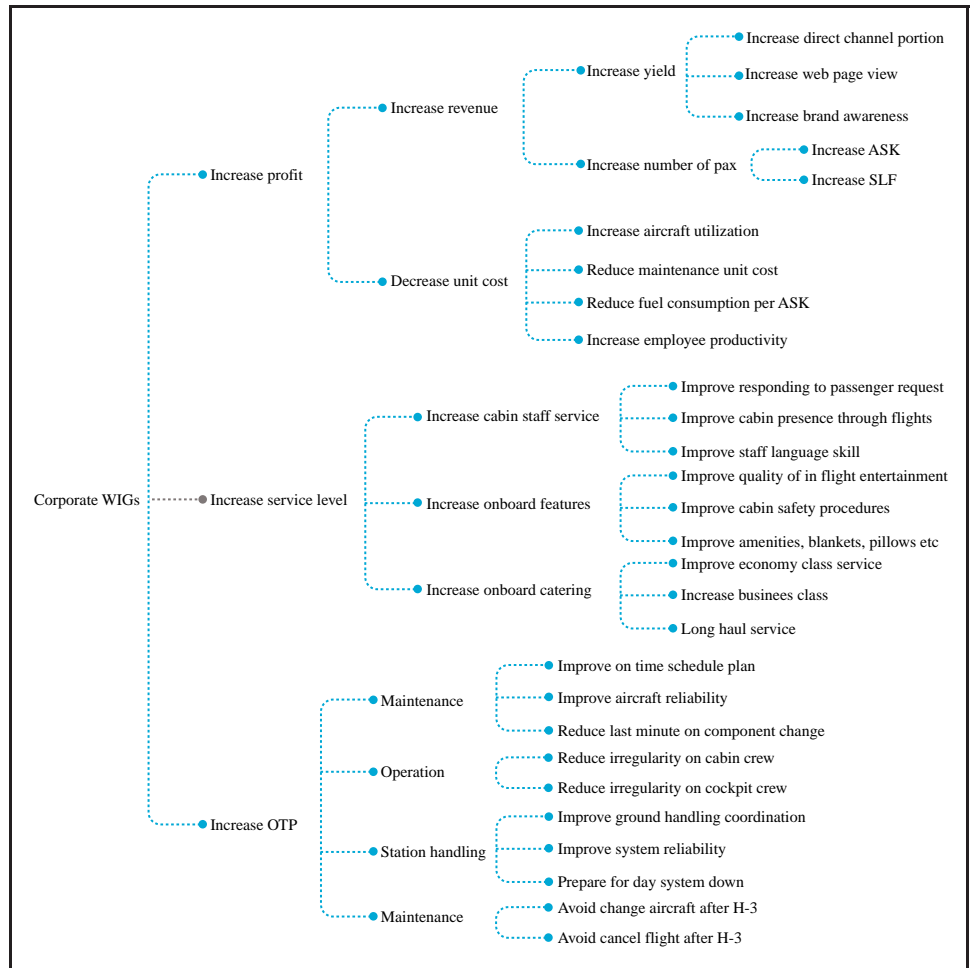 Corporate WIGs
Increase profit
Increase revenue
Increase yield
Increase direct channel portion
Increase web page view
Increase brand awareness
Increase number of pax
Increase ASK
Increase SLF
Decrease unit cost
Increase aircraft utilization
Reduce maintenance unit cost
Reduce fuel consumption per ASK
Increase employee productivity
Increase service level
Increase cabin staff service
Improve responding to passenger request
Improve cabin presence through flights
Improve staff language skill
Increase onboard features
Improve quality of in flight entertainment
Improve cabin safety procedures
Improve amenities, blankets, pillows etc
Increase onboard catering
Improve economy class service
Increase businees class
Long haul service
Increase OTP
Maintenance
Improve on time schedule plan
Improve aircraft reliability
Reduce last minute on component change
Operation
Reduce irregularity on cabin crew
Reduce irregularity on cockpit crew
Station handling
Improve ground handling coordination
Improve system reliability
Prepare for day system down
Maintenance
Avoid change aircraft after H-3
Avoid cancel flight after H-3